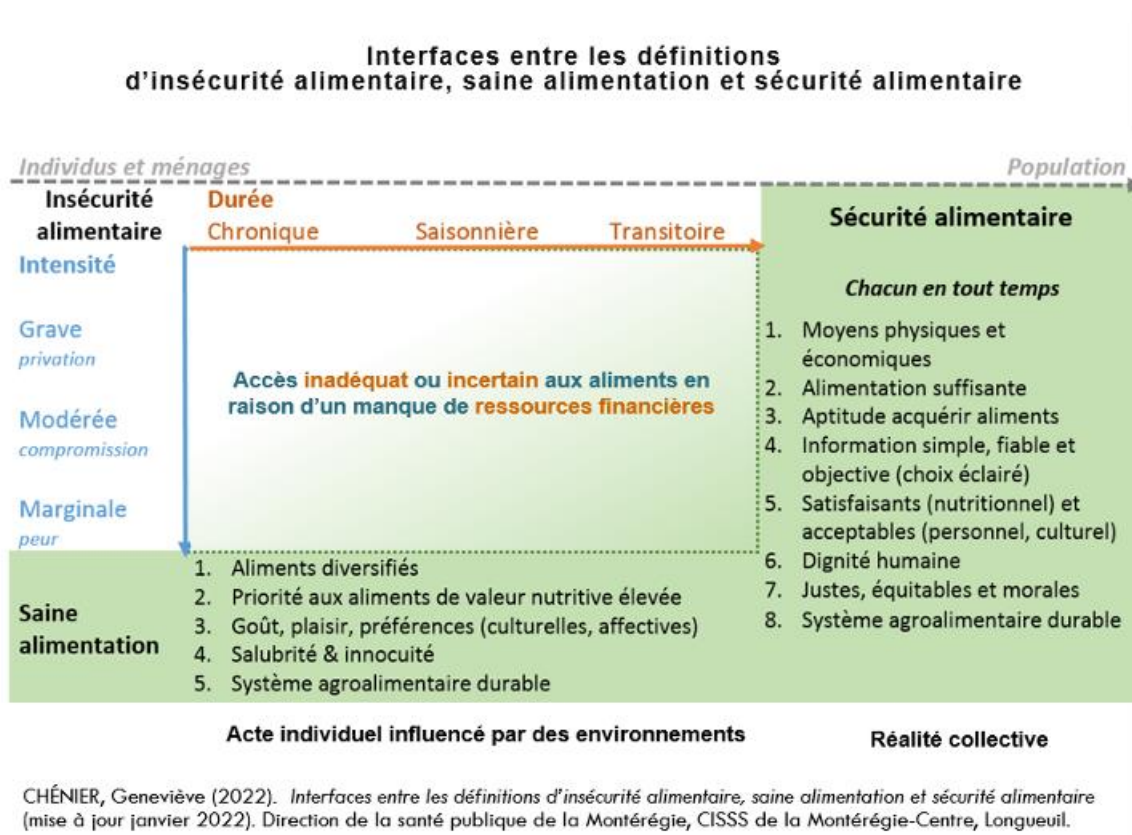 Interfaces entre les définitions
d'insécurité alimentaire, saine alimentation et sécurité alimentaire
Individus et ménages
Population
Insécurité
alimentaire
Durée
Chronique
Saisonnière
Transitoire
Intensité
Grave
privation
Modérée
compromission
Marginale
peur
Accès inadéquat ou incertain aux aliments en
raison d'un manque de ressources financières
Sécurité alimentaire
Chacun en tout temps
1. Moyens physiques et
économiques
2. Alimentation suffisante
3. Aptitude acquérir aliments
4. Information simple, fiable et
objective (choix éclairé)
5. Satisfaisants (nutritionnel) et
acceptables (personnel, culturel)
6. Dignité humaine
7. Justes, équitables et morales
8. Système agroalimentaire durable
Saine
alimentation
1. Aliments diversifiés
2. Priorité aux aliments de valeur nutritive élevée
3. Goût, plaisir, préférences (culturelles, affectives)
4. Salubrité & innocuité
5. Système agroalimentaire durable
Acte individuel influencé par des environnements
Réalité collective
CHÉNIER, Geneviève (2022). Interfaces entre les définitions d'insécurité alimentaire, saine alimentation et sécurité alimentaire
(mise à jour janvier 2022). Direction de la santé publique de la Montérégie, CISSS de la Montérégie-Centre, Longueuil.